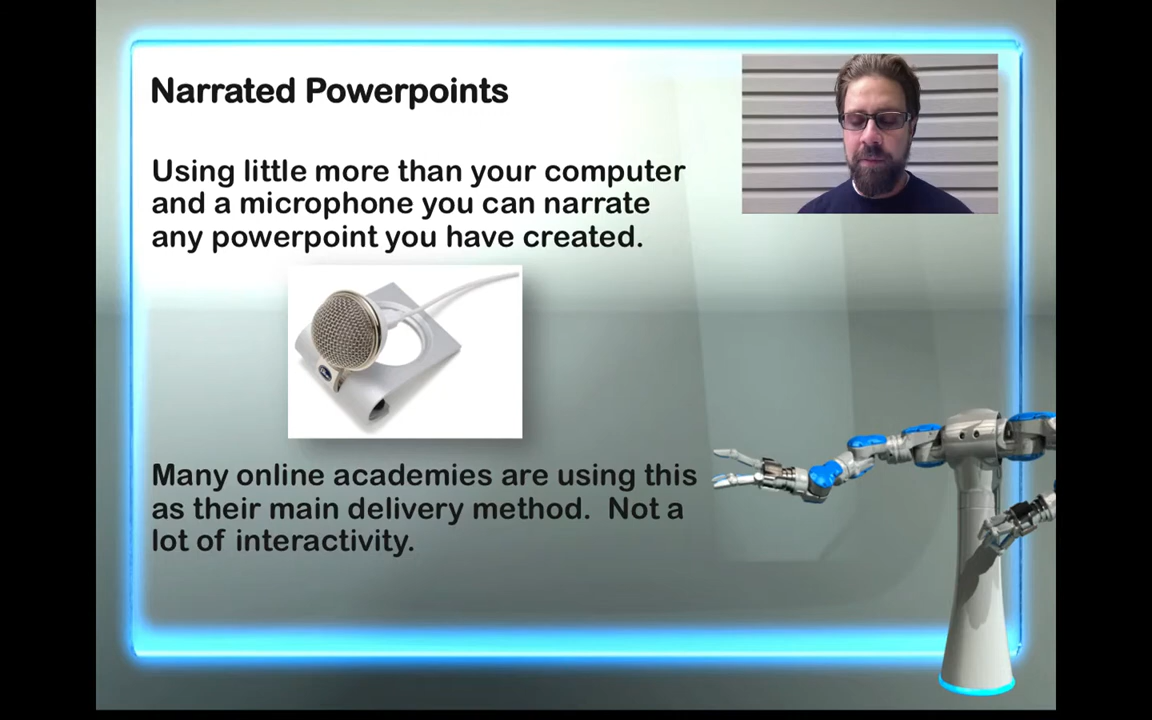 Narrated Powerpoints
Using little more than your computer
and a microphone you can narrate
any powerpoint you have created.
Many online academies are using this
as their main delivery method.  Not a
lot of interactivity.